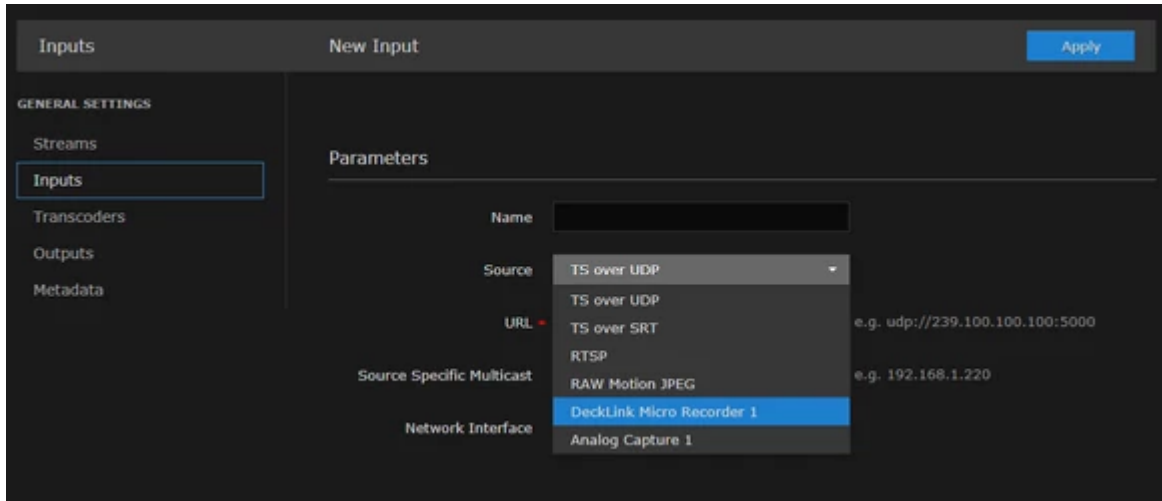 Inputs
New Input
Apply
GENERAL SETTINGS
Streams
Inputs
Transcoders
Outputs
Metadata
Parameters
Name
Source
TS over UDP
TS over UDP
TS over SRT
RTSP
RAW Motion JPEG
DeckLink Micro Recorder 1
Analog Capture 1
URL
e.g. udp://239.100.100.100:5000
Source Specific Multicast
e.g. 192.168.1.220
Network Interface